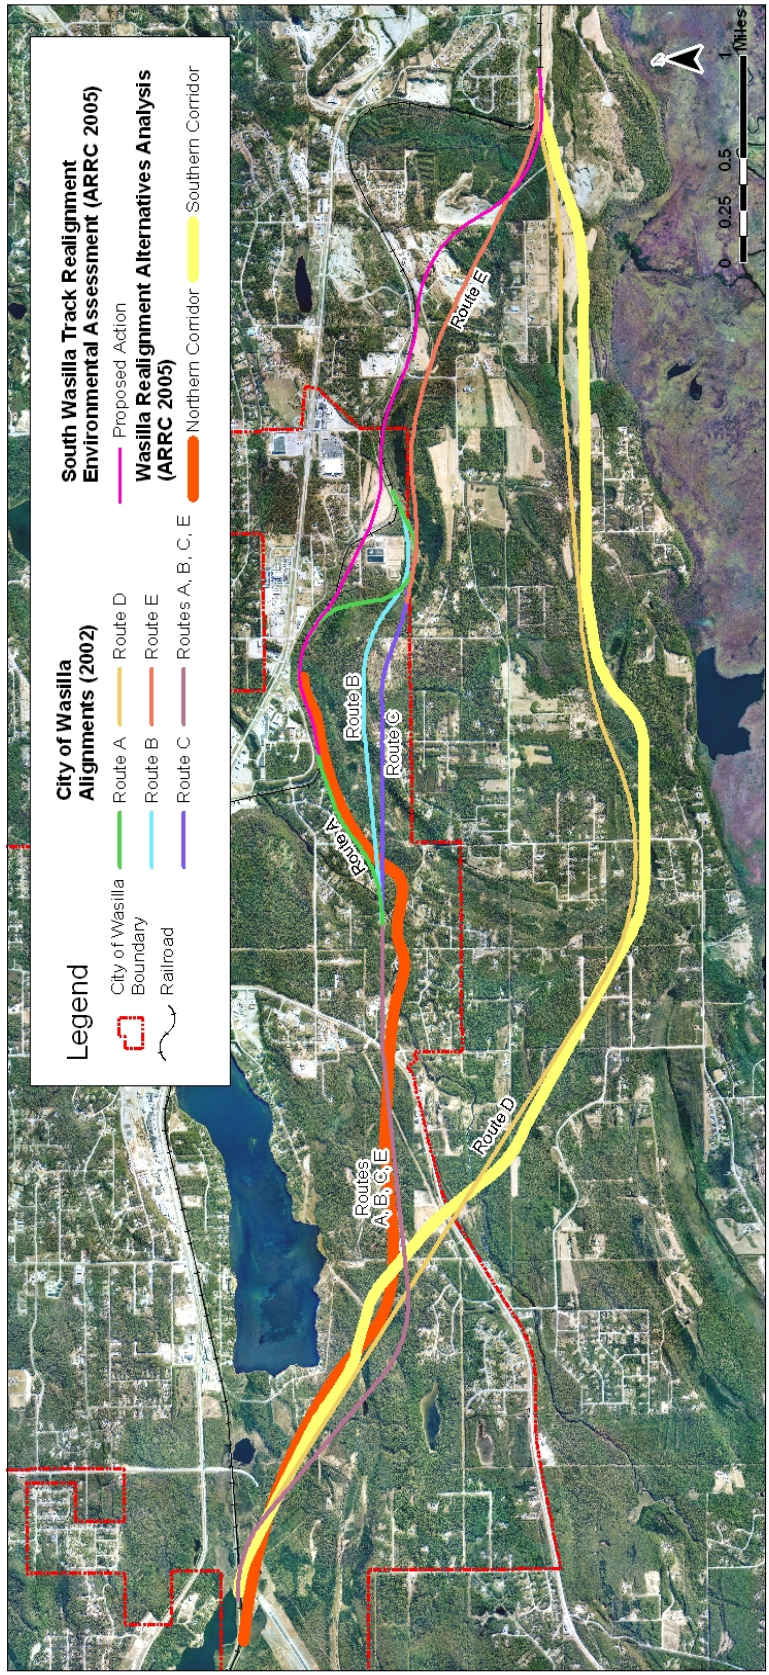 Legend
City of Wasilla
Boundary
Railroad
City of Wasilla
Alignments (2002)
Route A
Route B
Route C
Route D
Route E
Routes A, B, C, E
South Wasilla Track Realignment
Environmental Assessment (ARRC 2005)
Proposed Action
Wasilla Realignment Alternatives Analysis
(ARRC 2005)
Northern Corridor
Southern Corridor
Routes
A, B, C, E
Route D
Route A
Route B
Route C
Route E
0 0.25 0.5 1
Miles